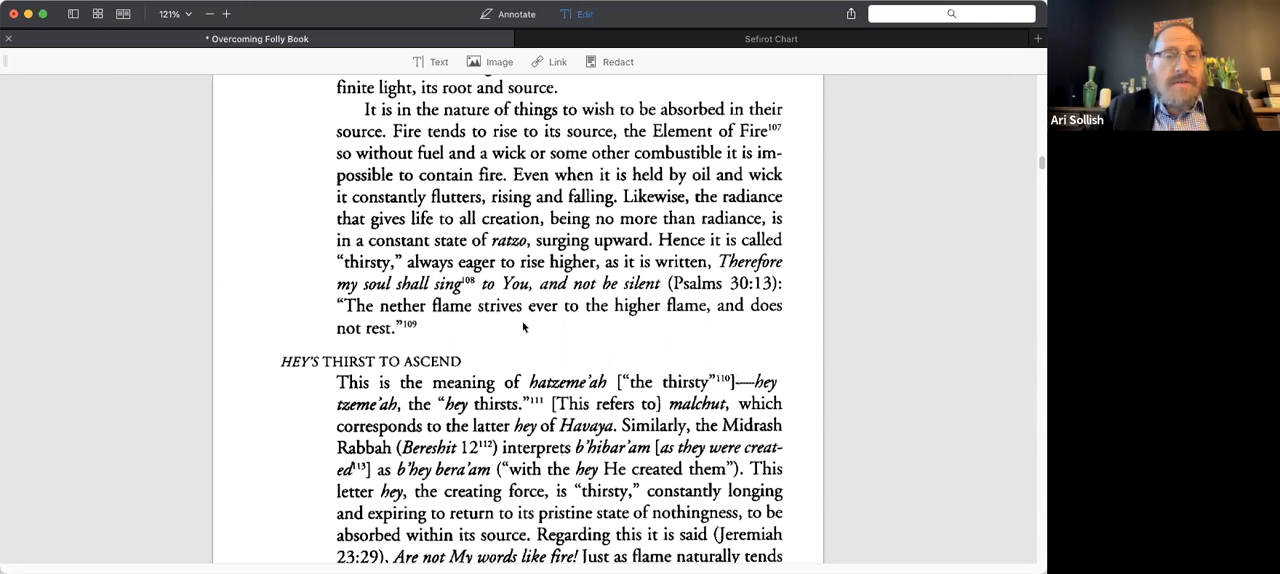 121%
Annotate
Edit
* Overcoming Folly Book
Sefirot Chart
Text
Image
Link
Redact
Ari Sollish
finite light, its root and source.
It is in the nature of things to wish to be absorbed in their
source. Fire tends to rise to its source, the Element of Fire107
so without fuel and a wick or some other combustible it is im-
possible to contain fire. Even when it is held by oil and wick
it constantly flutters, rising and falling. Likewise, the radiance
that gives life to all creation, being no more than radiance, is
in a constant state of ratzo, surging upward. Hence it is called
“thirsty,” always eager to rise higher, as it is written, Therefore
my soul shall sing108 to You, and not be silent (Psalms 30:13):
“The nether flame strives ever to the higher flame, and does
not rest.”109
HEY'S THIRST TO ASCEND
This is the meaning of hatzeme'ah [“the thirsty”110]—hey
tzeme'ah, the “hey thirsts.”111 [This refers to] malchut, which
corresponds to the latter hey of Havaya. Similarly, the Midrash
Rabbah (Bereshit 12112) interprets b'hibar'am [as they were creat-
ed113] as b'hey bera'am (“with the hey He created them”). This
letter hey, the creating force, is “thirsty,” constantly longing
and expiring to return to its pristine state of nothingness, to be
absorbed within its source. Regarding this it is said (Jeremiah
23:29), Are not My words like fire! Just as flame naturally tends